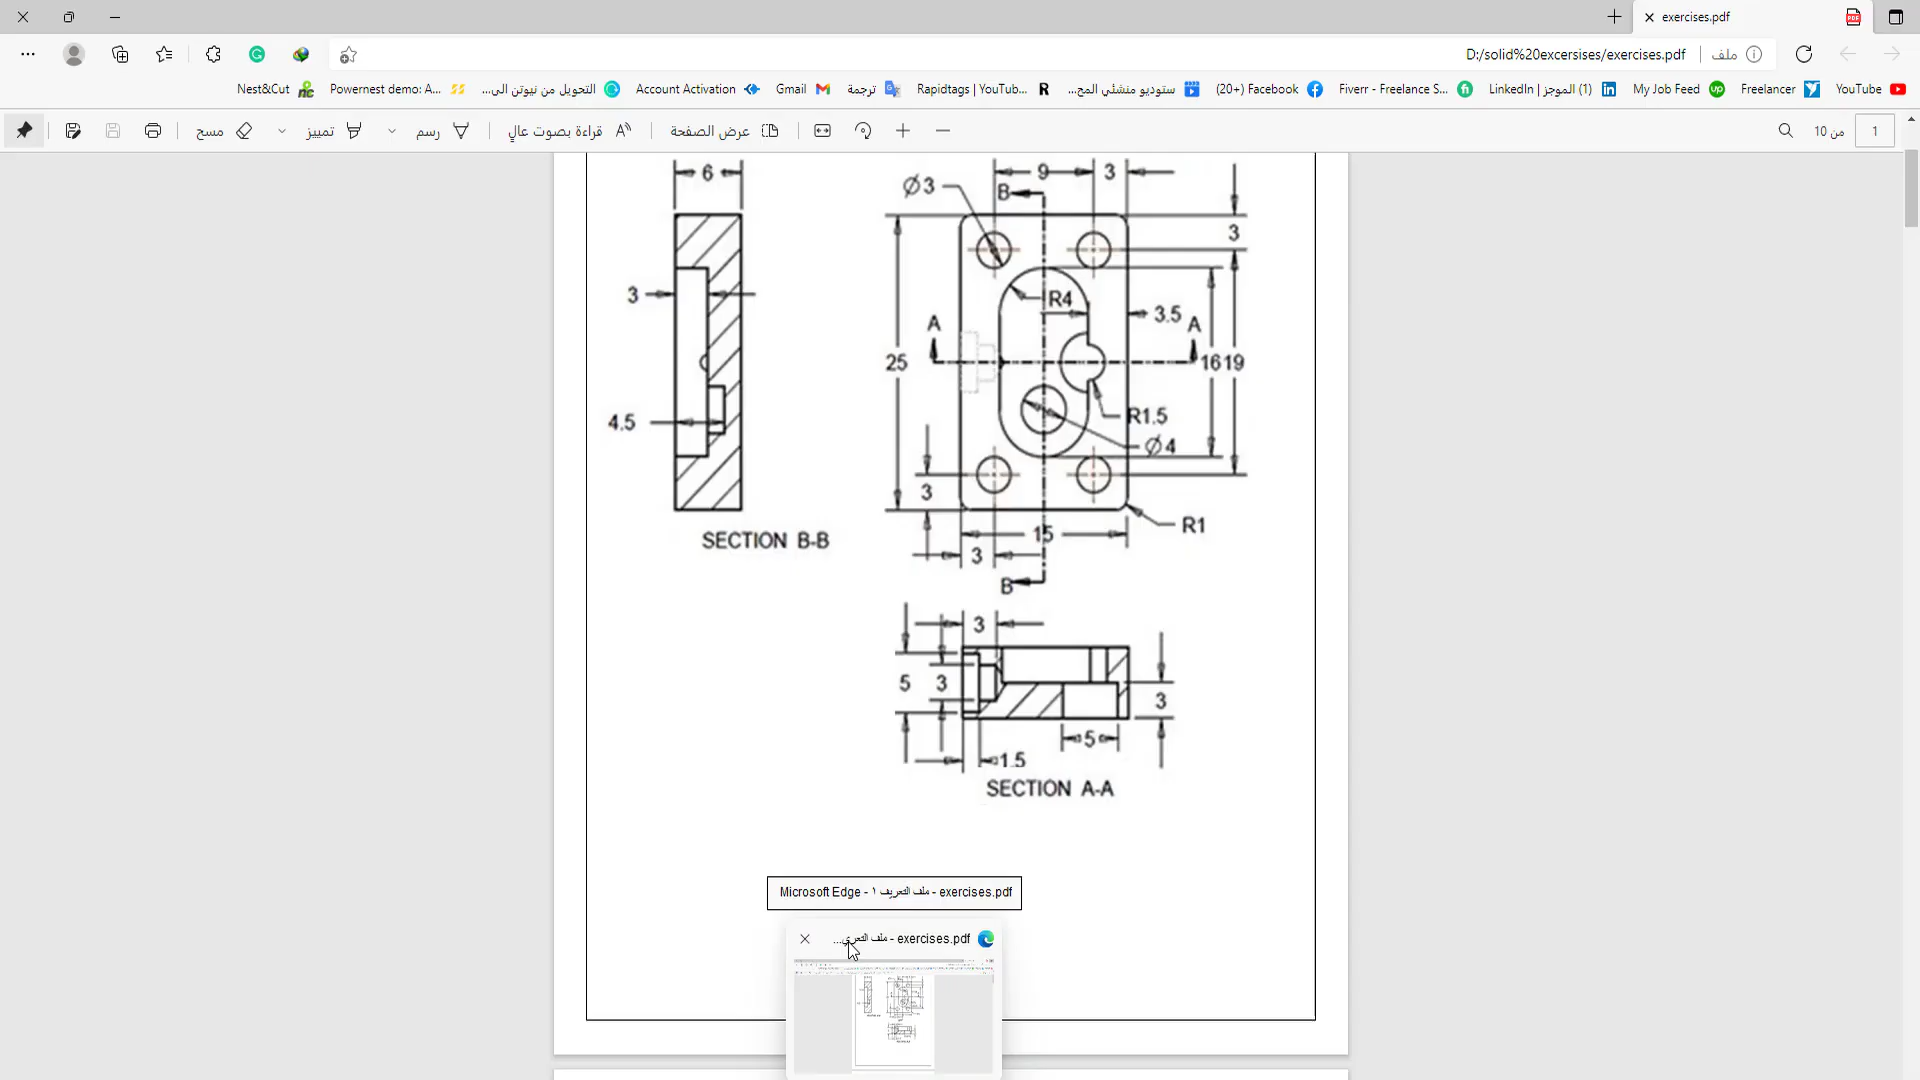 exercises.pdf
D:/solid%20excersises/exercises.pdf
ملف
YouTube
Freelancer
My Job Feed
LinkedIn | الموجز (1)
Fiverr - Freelance S...
(20+) Facebook
ستوديو منشئي المح...
Rapidtags | YouTub...
ترجمة
Gmail
Account Activation
التحويل من نيوتن الى...
Powernest demo: A...
Nest&Cut
1
من 10
عرض الصفحة
قراءة بصوت عالٍ
رسم
تمييز
مسح
6
Ø3
B
9
3
3
3
R4
3.5
A
A
25
16
19
4.5
R1.5
Ø4
3
R1
SECTION B-B
15
3
B
3
5
3
3
5
1.5
SECTION A-A
exercises.pdf - ملف التعريف ١ - Microsoft Edge
exercises.pdf - ملف التعري...